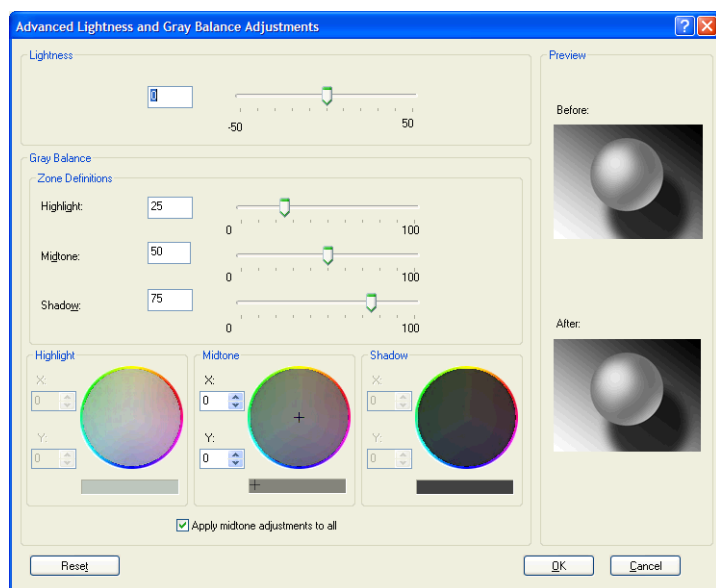 Advanced Lightness and Gray Balance Adjustments
Lightness
0
-50 50
Gray Balance
Zone Definitions
Highlight: 25
0 100
Midtone: 50
0 100
Shadow: 75
0 100
Highlight
X:
0
Y:
0
Midtone
X:
0
Y:
0
Shadow
X:
0
Y:
0
Apply midtone adjustments to all
Preview
Before:
After:
Reset OK Cancel